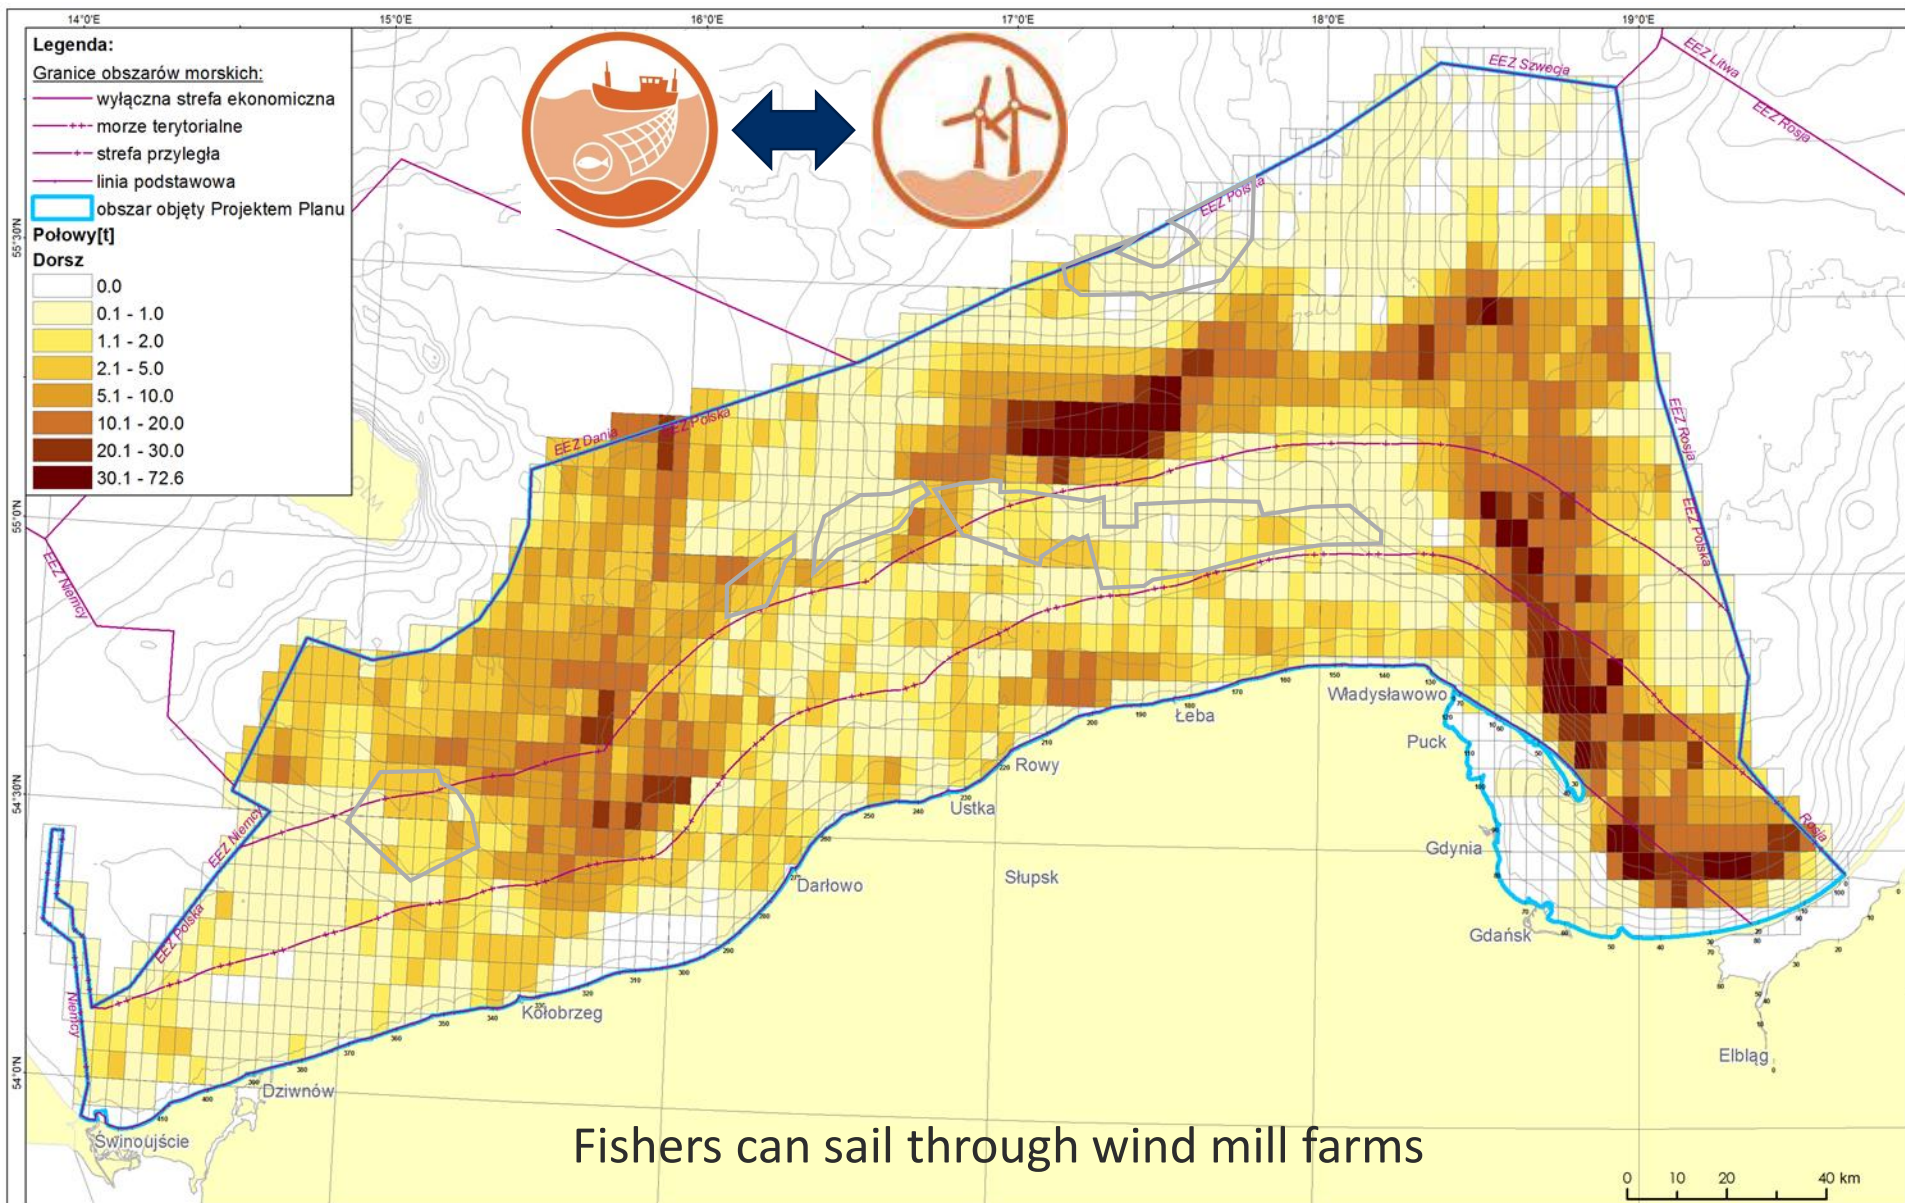 14°0'E
15°0'E
16°0'E
17°0'E
18°0'E
19°0'E
Legenda:
Granice obszarów morskich:
wyłączna strefa ekonomiczna
morze terytorialne
strefa przyległa
linia podstawowa
obszar objęty Projektem Planu
Połowy[t]
Dorsz
0.0
0.1 - 1.0
1.1 - 2.0
2.1 - 5.0
5.1 - 10.0
10.1 - 20.0
20.1 - 30.0
30.1 - 72.6
55°30'N
55°0'N
54°30'N
54°0'N
EEZ Szwecja
EEZ Litwa
EEZ Rosja
EEZ Polska
EEZ Dania
EEZ Polska
EEZ Rosja
EEZ Polska
EEZ Niemcy
EEZ Niemcy
EEZ Polska
Niemcy
Rosja
Władysławowo
Łeba
Puck
Rowy
Ustka
Gdynia
Słupsk
Darłowo
Gdańsk
Kołobrzeg
Elbląg
Dziwnów
Świnoujście
Fishers can sail through wind mill farms
0 10 20 40 km